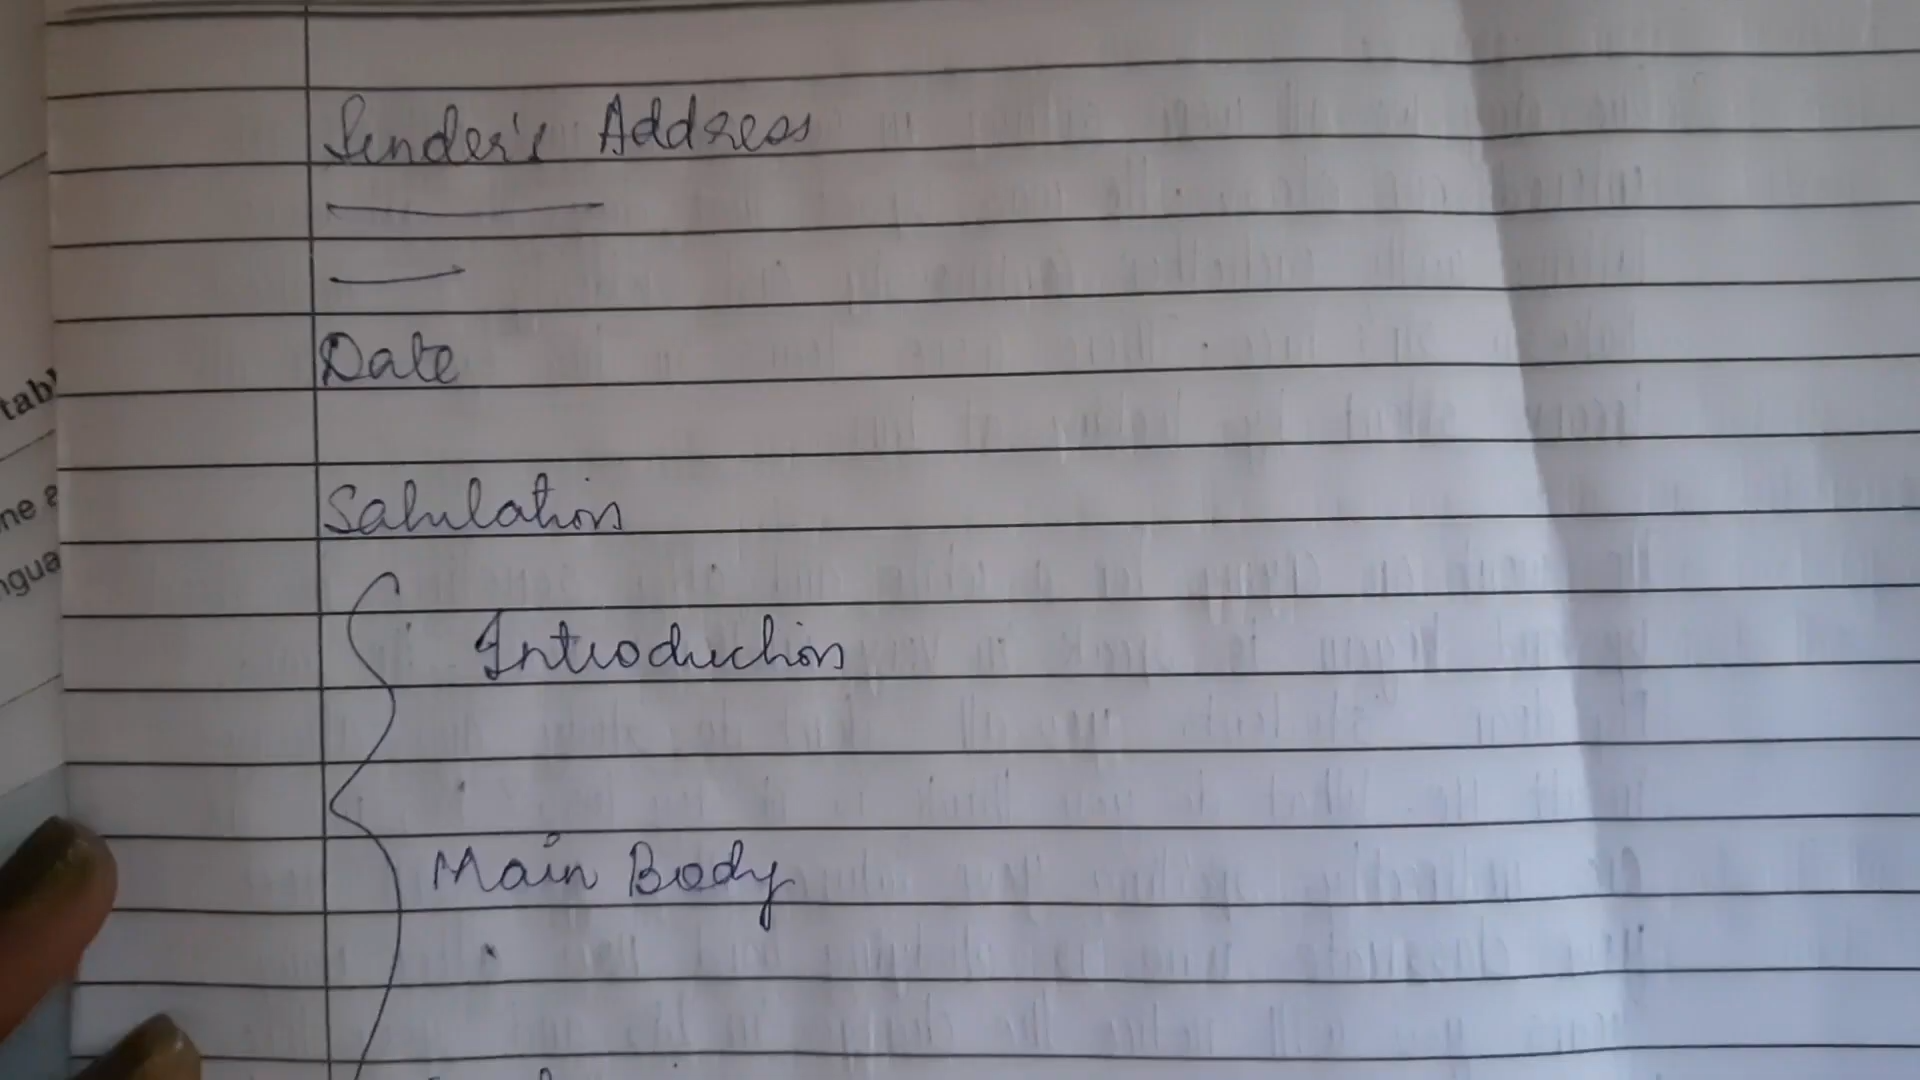 Sender's Address
Date
Salutation
Introduction
Main Body